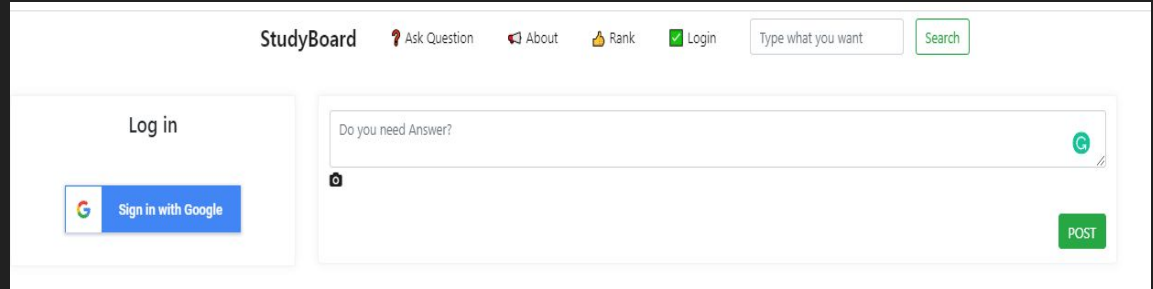 StudyBoard ❓ Ask Question 📢 About 👍 Rank ✅ Login Type what you want Search
Log in
Do you need Answer?
G
G Sign in with Google
POST